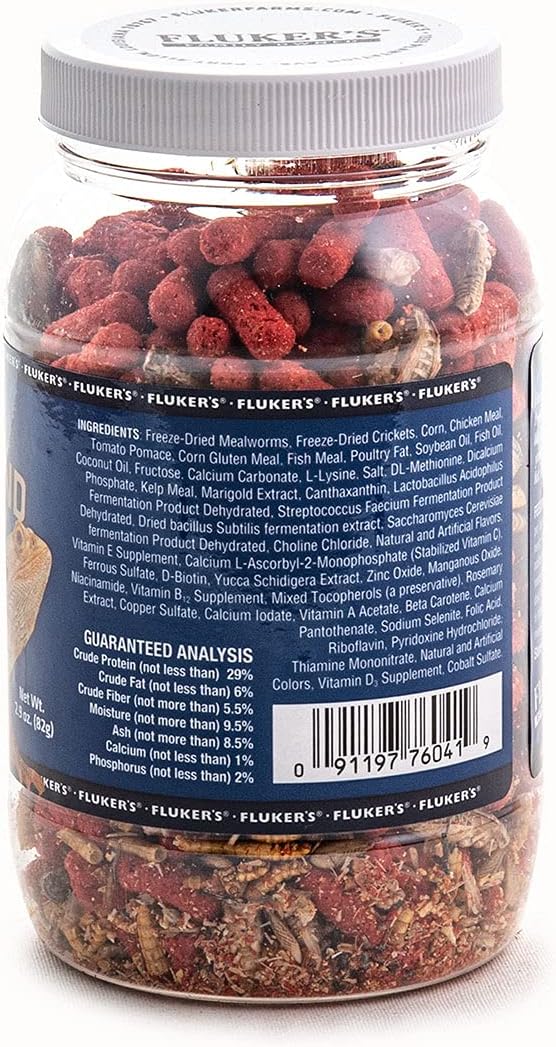 FLUKERFARMS.COM
FLUKER'S®
FAMILY OWNED
FLUKER'S® · FLUKER'S® · FLUKER'S® · FLUKER'S® · FLUKER'S®
INGREDIENTS: Freeze-Dried Mealworms, Freeze-Dried Crickets, Corn, Chicken Meal,
Tomato Pomace, Corn Gluten Meal, Fish Meal, Poultry Fat, Soybean Oil, Fish Oil,
Coconut Oil, Fructose, Calcium Carbonate, L-Lysine, Salt, DL-Methionine, Dicalcium
Phosphate, Kelp Meal, Marigold Extract, Canthaxanthin, Lactobacillus Acidophilus
Fermentation Product Dehydrated, Streptococcus Faecium Fermentation Product
Dehydrated, Dried bacillus Subtilis fermentation extract, Saccharomyces Cerevisiae
fermentation Product Dehydrated, Choline Chloride, Natural and Artificial Flavors,
Vitamin E Supplement, Calcium L-Ascorbyl-2-Monophosphate (Stabilized Vitamin C),
Ferrous Sulfate, D-Biotin, Yucca Schidigera Extract, Zinc Oxide, Manganous Oxide,
Niacinamide, Vitamin B12 Supplement, Mixed Tocopherols (a preservative), Rosemary
Extract, Copper Sulfate, Calcium Iodate, Vitamin A Acetate, Beta Carotene, Calcium
Pantothenate, Sodium Selenite, Folic Acid,
Riboflavin, Pyridoxine Hydrochloride,
Thiamine Mononitrate, Natural and Artificial
Colors, Vitamin D3 Supplement, Cobalt Sulfate.
GUARANTEED ANALYSIS
Crude Protein (not less than) 29%
Crude Fat (not less than) 6%
Crude Fiber (not more than) 5.5%
Moisture (not more than) 9.5%
Ash (not more than) 8.5%
Calcium (not less than) 1%
Phosphorus (not less than) 2%
Net Wt.
2.9 oz. (82g)
0 91197 76041 9
FLUKER'S® · FLUKER'S® · FLUKER'S® · FLUKER'S® · FLUKER'S®